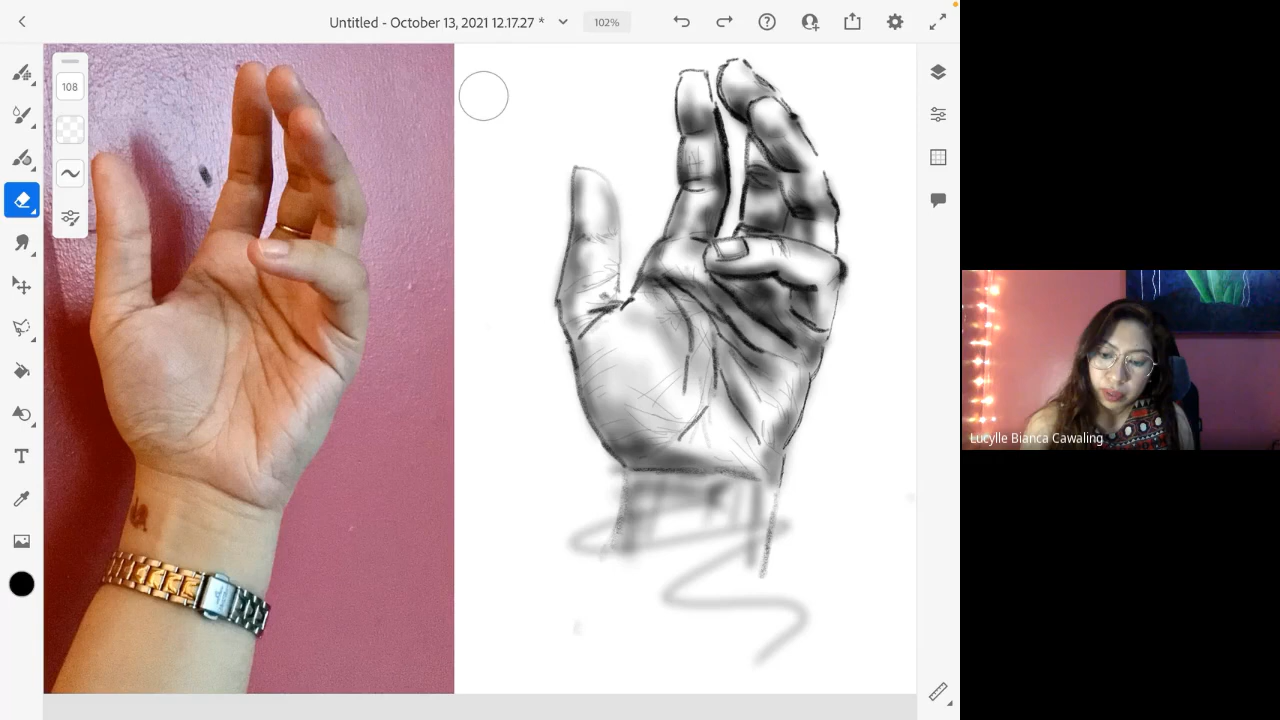 Untitled - October 13, 2021 12.17.27 *
102%
108
T
Lucylle Bianca Cawaling